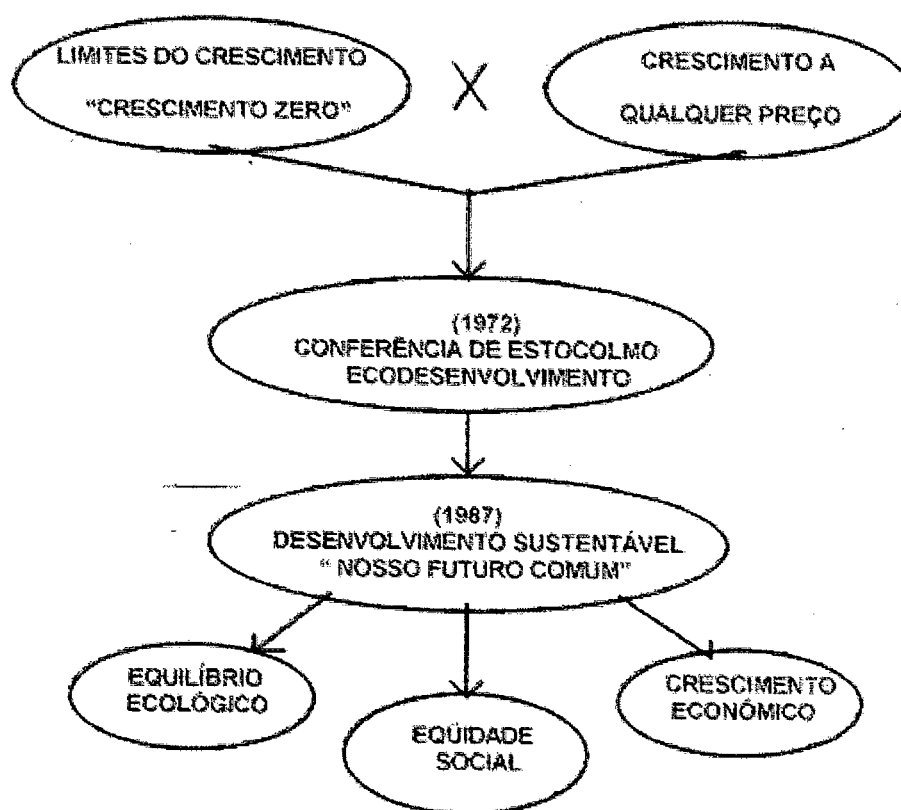 LIMITES DO CRESCIMENTO
"CRESCIMENTO ZERO"
X
CRESCIMENTO A
QUALQUER PREÇO
(1972)
CONFERÊNCIA DE ESTOCOLMO
ECODESENVOLVIMENTO
(1987)
DESENVOLVIMENTO SUSTENTÁVEL
" NOSSO FUTURO COMUM"
EQUILÍBRIO
ECOLÓGICO
EQÜIDADE
SOCIAL
CRESCIMENTO
ECONÔMICO